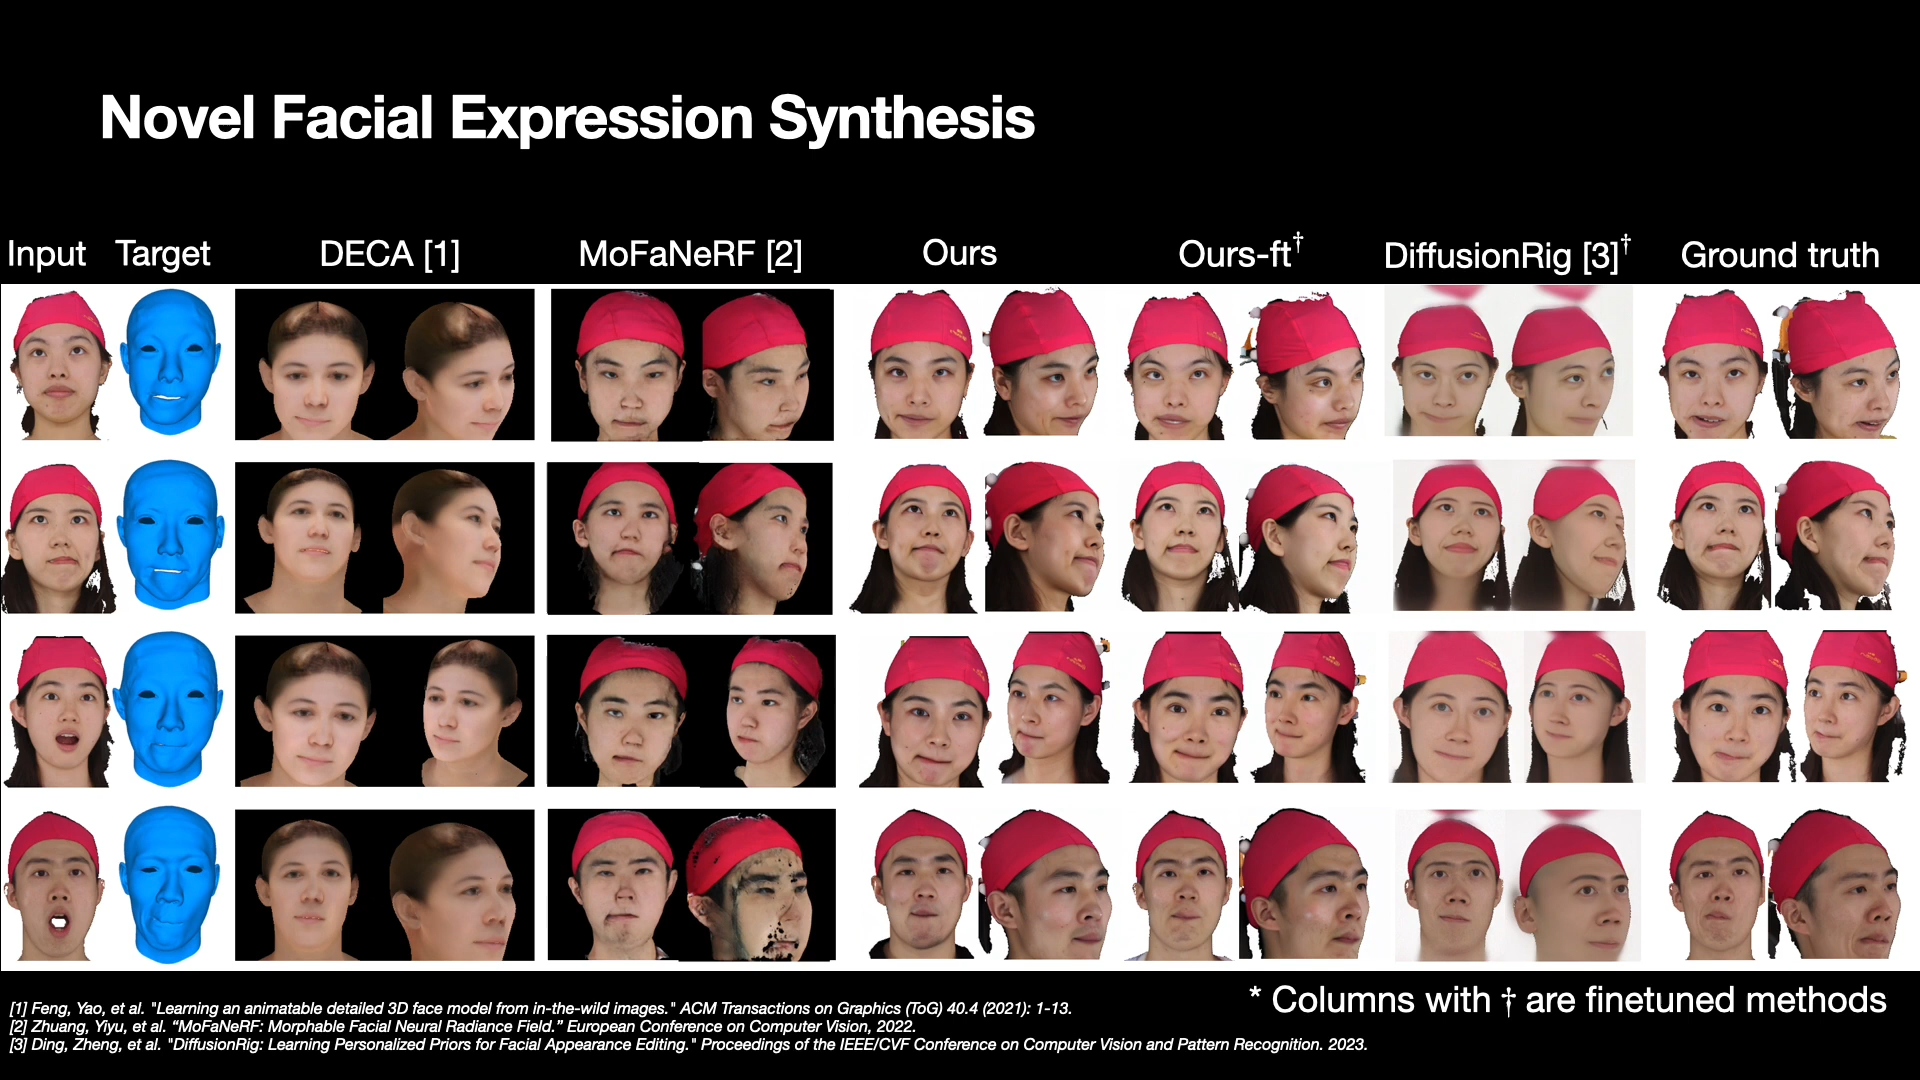 Novel Facial Expression Synthesis
Input Target DECA [1] MoFaNeRF [2] Ours Ours-ft† DiffusionRig [3]† Ground truth
* Columns with † are finetuned methods
[1] Feng, Yao, et al. "Learning an animatable detailed 3D face model from in-the-wild images." ACM Transactions on Graphics (ToG) 40.4 (2021): 1-13.
[2] Zhuang, Yiyu, et al. “MoFaNeRF: Morphable Facial Neural Radiance Field.” European Conference on Computer Vision, 2022.
[3] Ding, Zheng, et al. "DiffusionRig: Learning Personalized Priors for Facial Appearance Editing." Proceedings of the IEEE/CVF Conference on Computer Vision and Pattern Recognition. 2023.